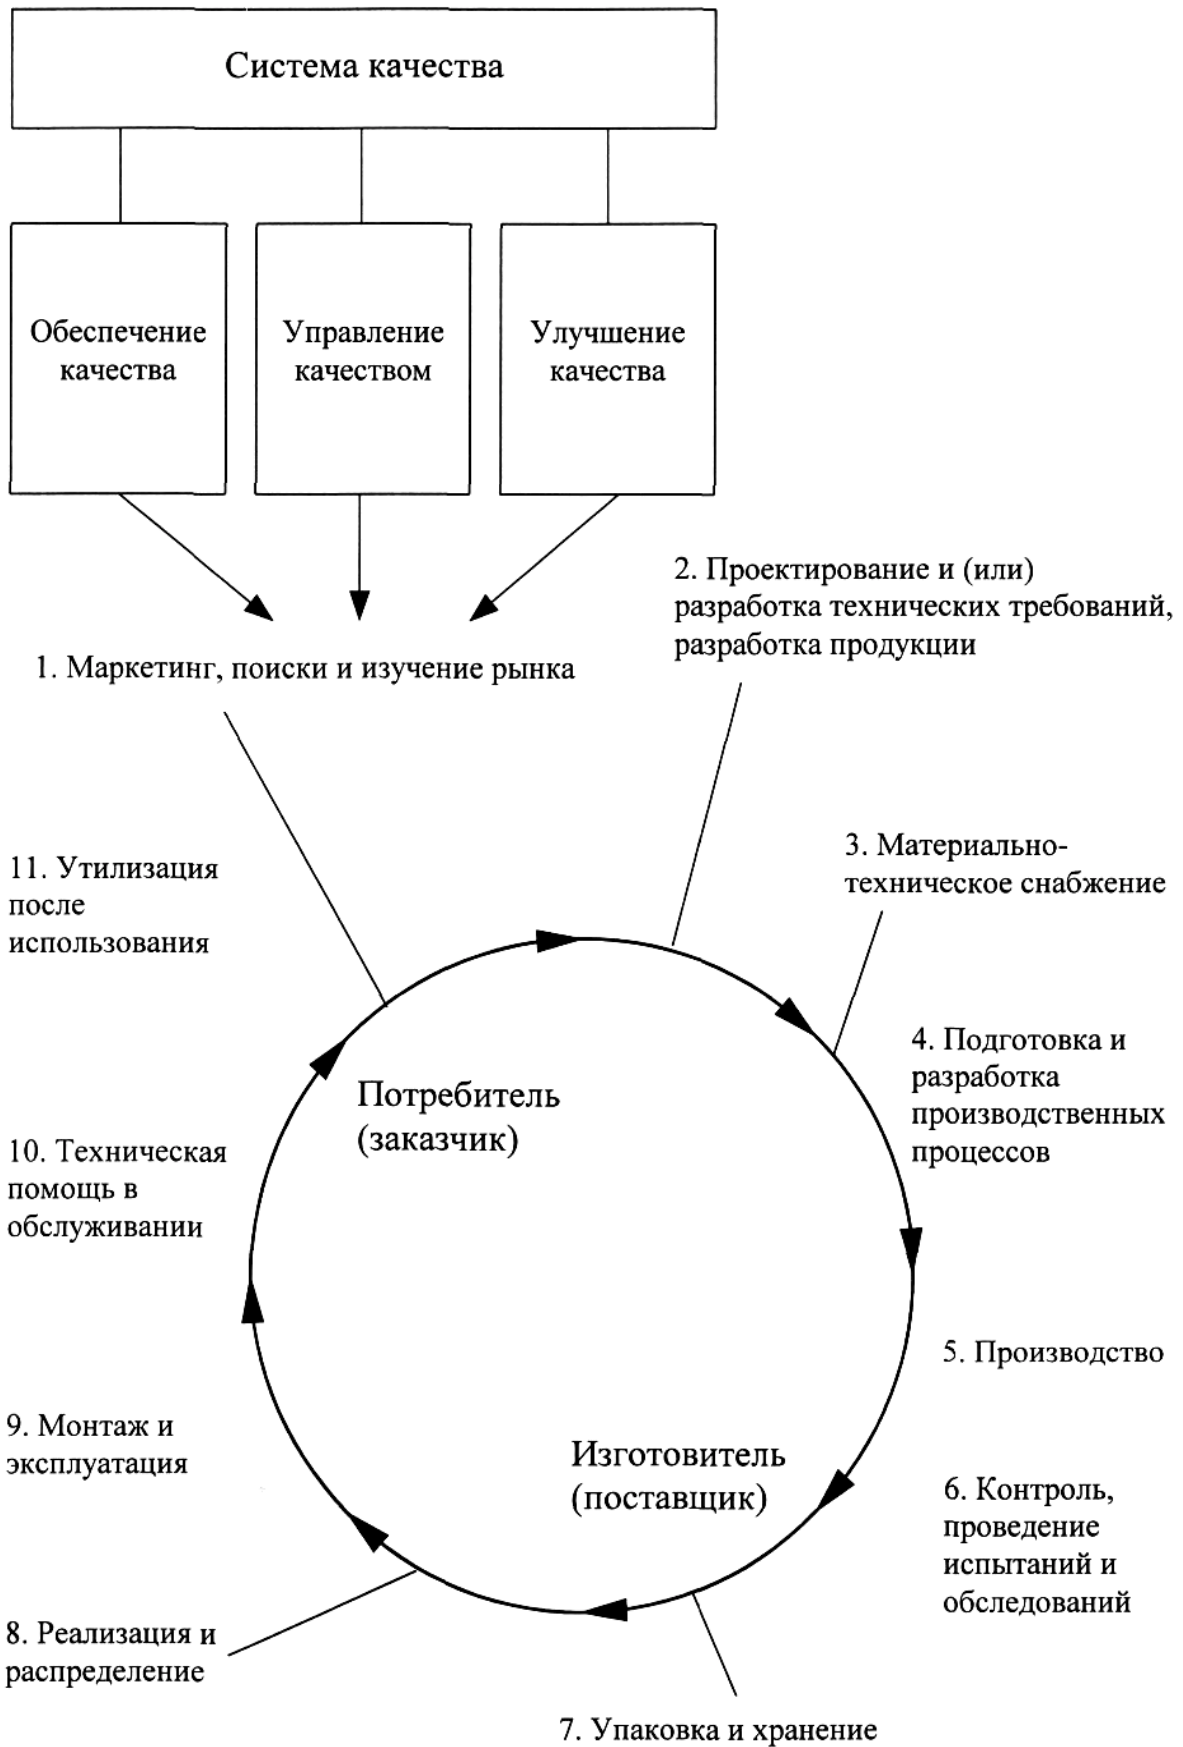 Система качества
Обеспечение
качества
Управление
качеством
Улучшение
качества
1. Маркетинг, поиски и изучение рынка
2. Проектирование и (или)
разработка технических требований,
разработка продукции
3. Материально-
техническое снабжение
4. Подготовка и
разработка
производственных
процессов
5. Производство
6. Контроль,
проведение
испытаний и
обследований
7. Упаковка и хранение
8. Реализация и
распределение
9. Монтаж и
эксплуатация
10. Техническая
помощь в
обслуживании
11. Утилизация
после
использования
Потребитель
(заказчик)
Изготовитель
(поставщик)